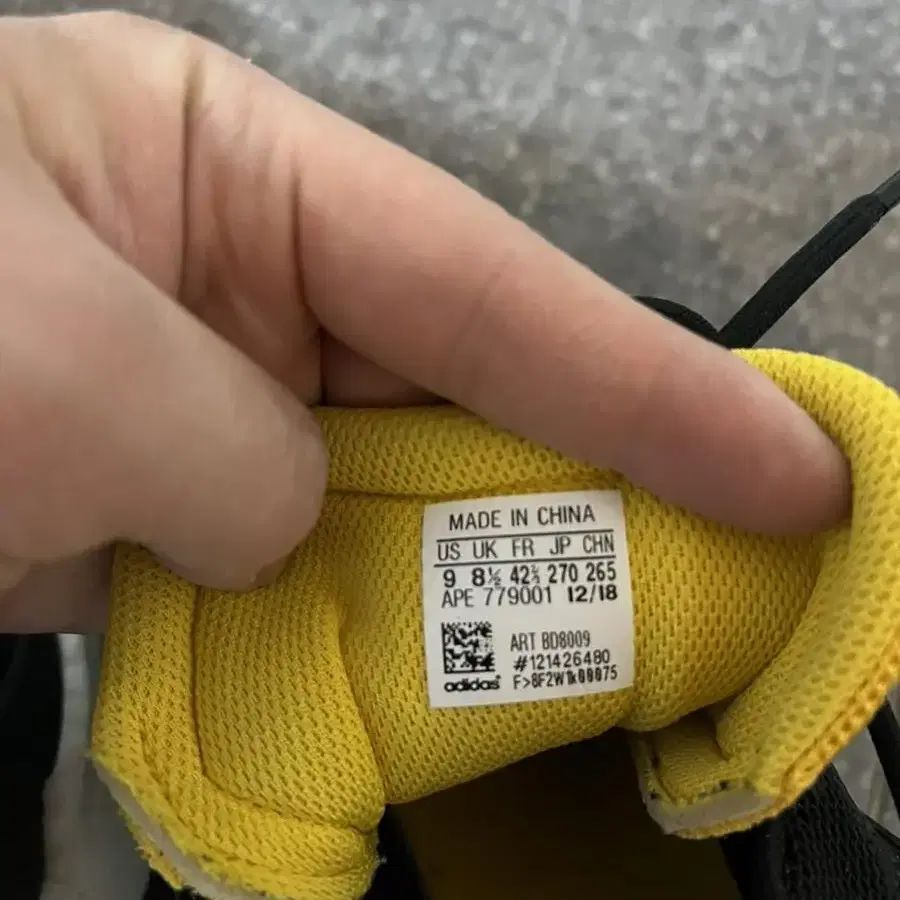 MADE IN CHINA
US UK FR JP CHN
9 8½ 42⅔ 270 265
APE 779001 12/18
ART BD8009
#121426480
adidas F>8F2W1k00075